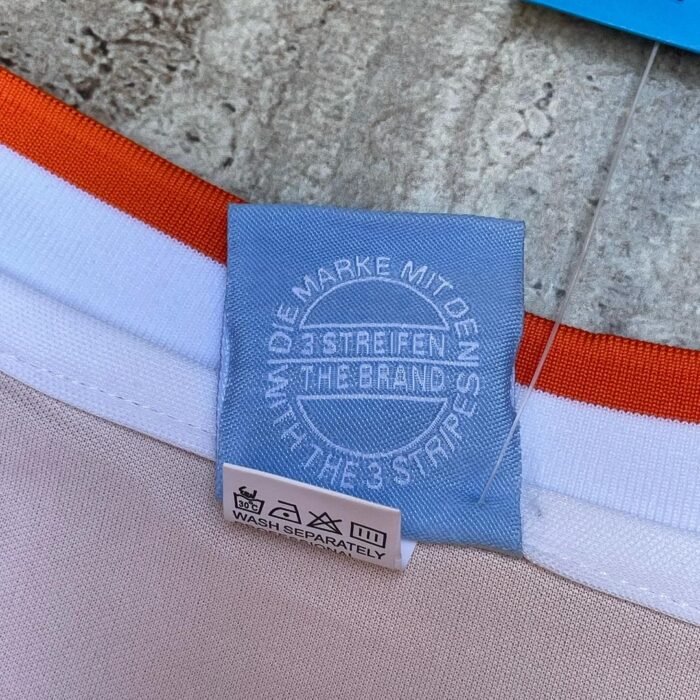 DIE MARKE MIT DEN
3 STREIFEN
THE BRAND
WITH THE 3 STRIPES
30°C
WASH SEPARATELY